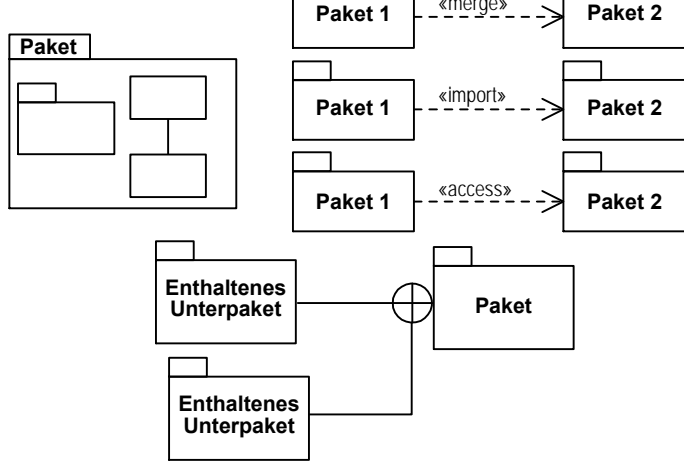 Paket 1
«merge»
Paket 2
Paket
Paket 1
«import»
Paket 2
Paket 1
«access»
Paket 2
Enthaltenes
Unterpaket
Paket
Enthaltenes
Unterpaket